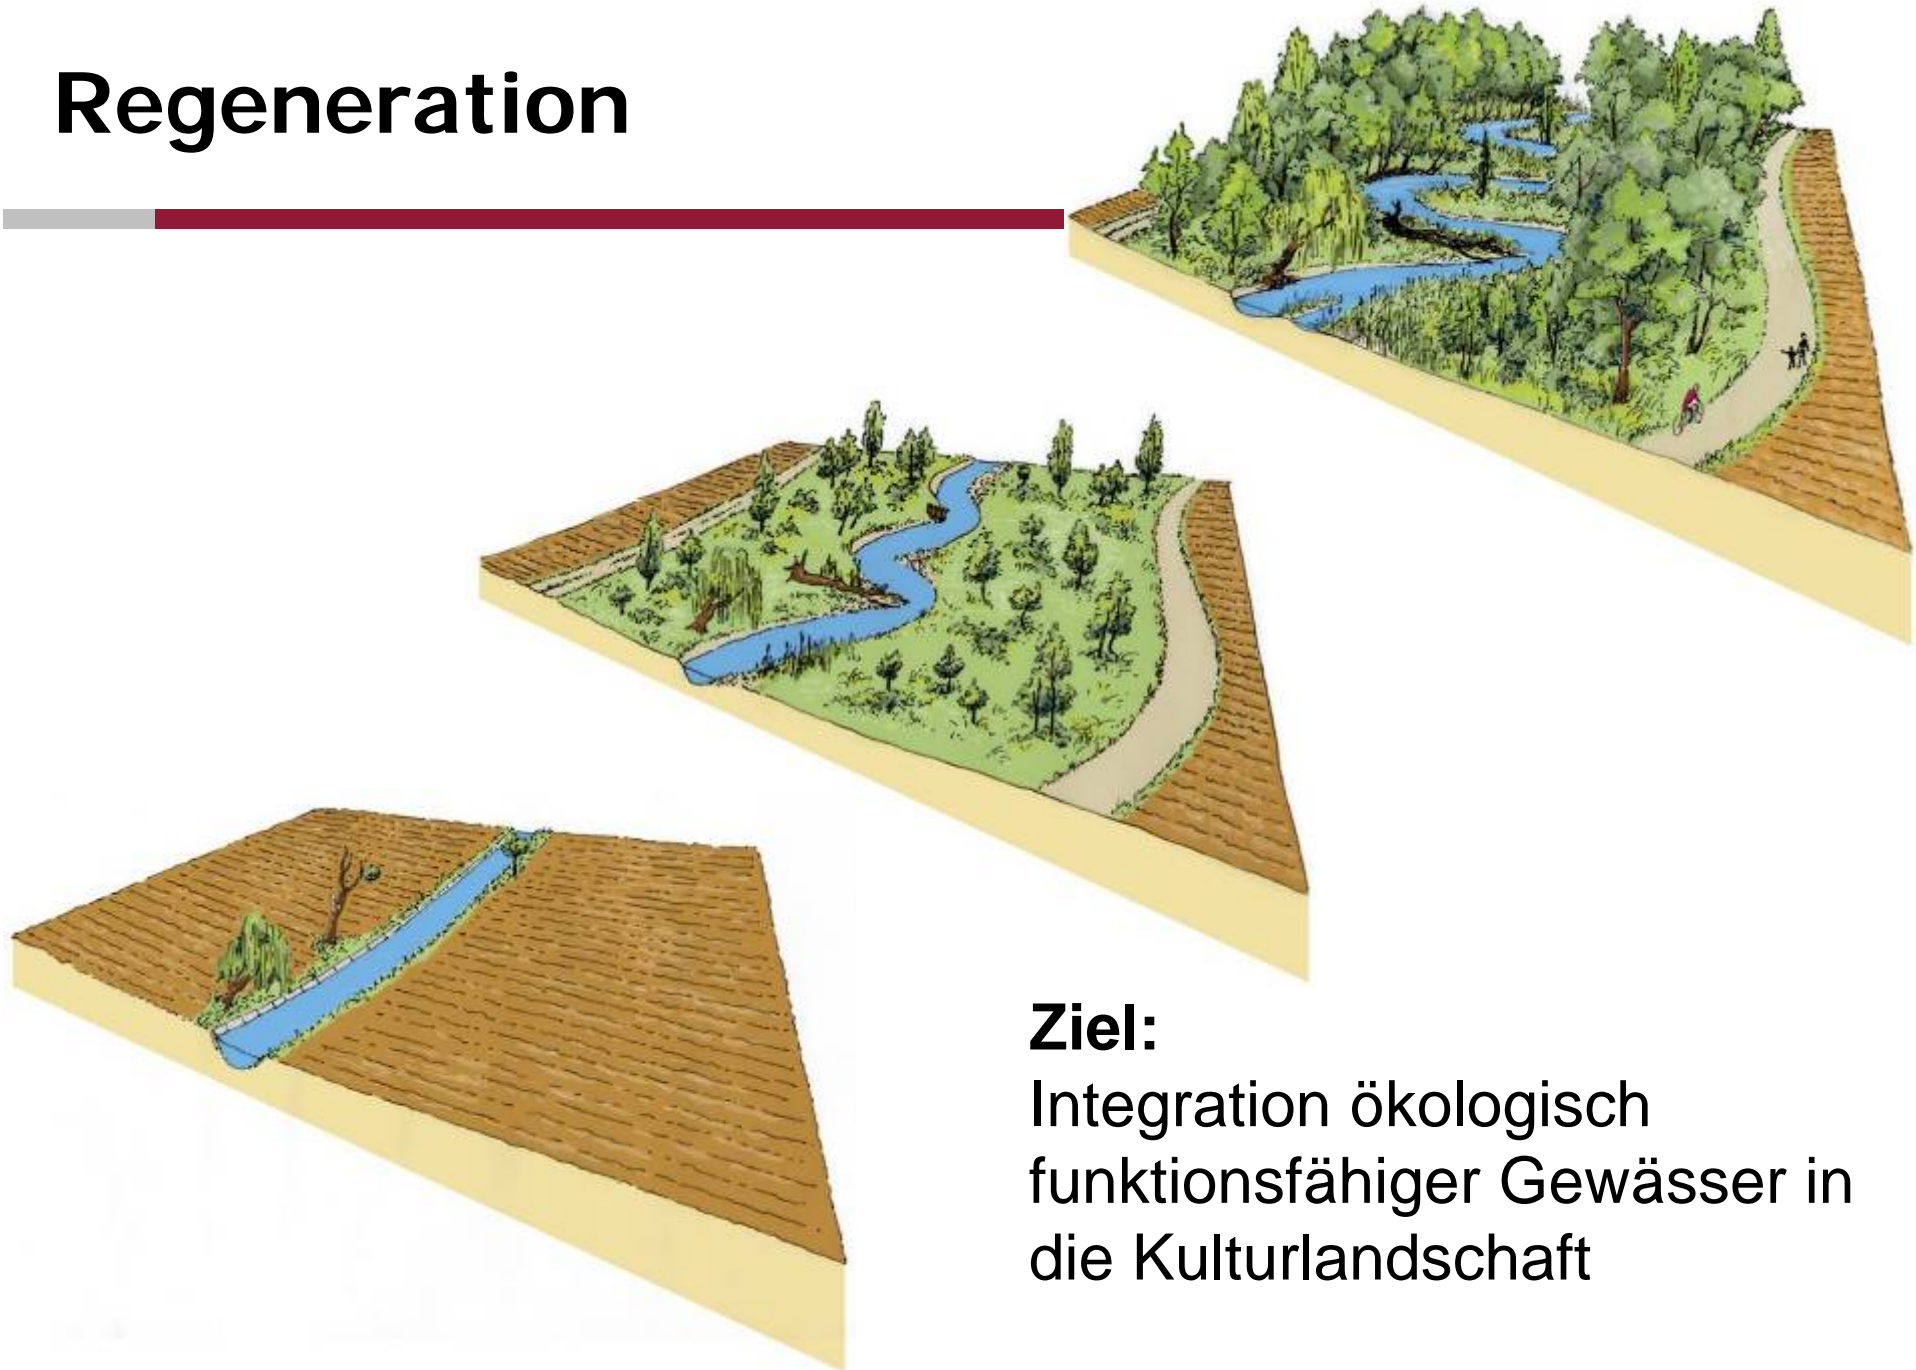 Regeneration
Ziel:
Integration ökologisch
funktionsfähiger Gewässer in
die Kulturlandschaft